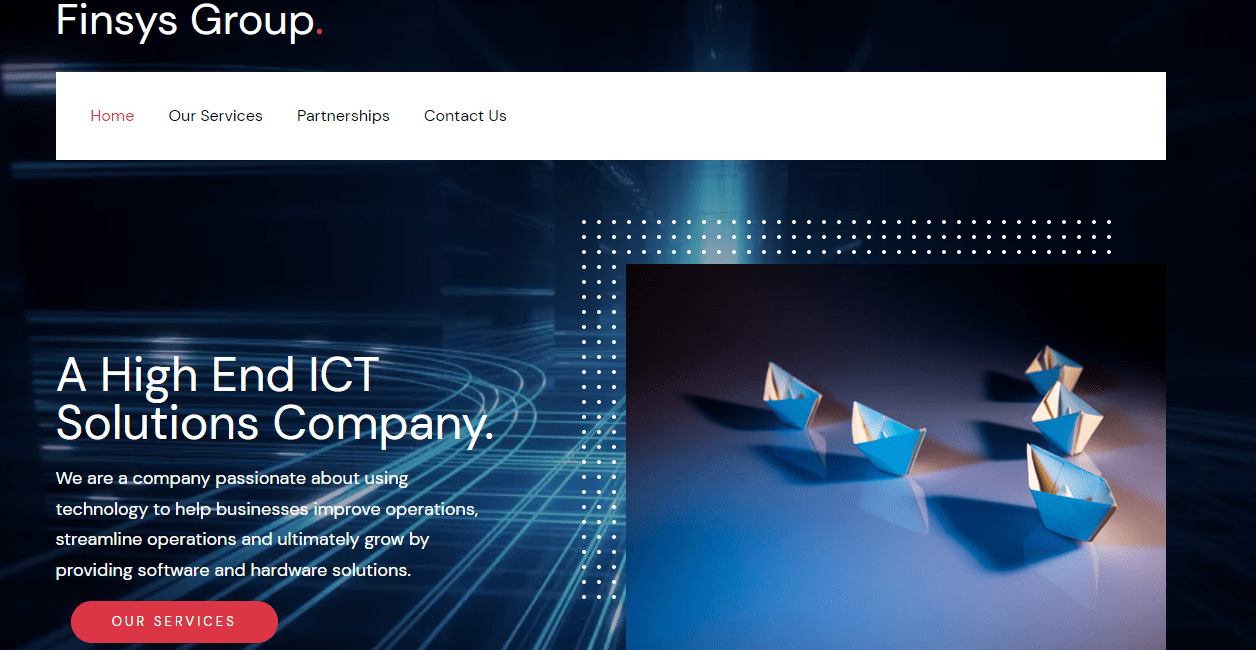 Finsys Group.
Home Our Services Partnerships Contact Us
A High End ICT
Solutions Company.
We are a company passionate about using
technology to help businesses improve operations,
streamline operations and ultimately grow by
providing software and hardware solutions.
OUR SERVICES